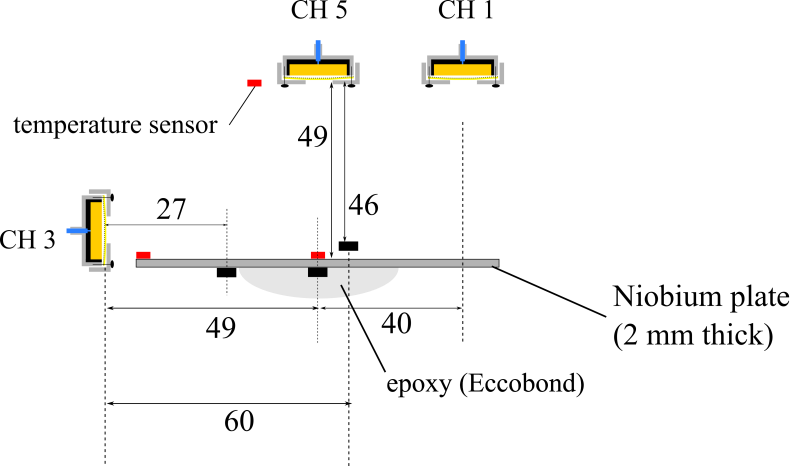 CH 5
CH 1
temperature sensor
49
46
27
CH 3
Niobium plate
(2 mm thick)
49
40
epoxy (Eccobond)
60